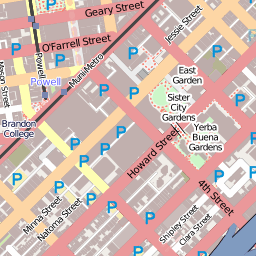 Geary Street
O'Farrell Street
Jessie Street
Mason Street
Powell
Powell
MuniMetro
East
Garden
Sister
City
Gardens
Brandon
College
Yerba
Buena
Gardens
Howard Street
4th Street
Minna Street
Natoma Street
Shipley Street
Clara Street